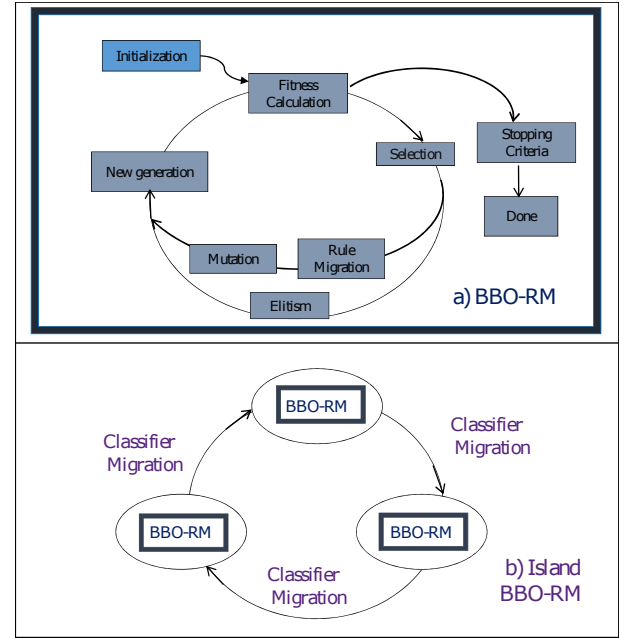 Initialization
Fitness
Calculation
Stopping
Criteria
Selection
New generation
Done
Rule
Migration
Mutation
Elitism
a) BBO-RM
BBO-RM
Classifier
Migration
Classifier
Migration
BBO-RM
BBO-RM
Classifier
Migration
b) Island
BBO-RM